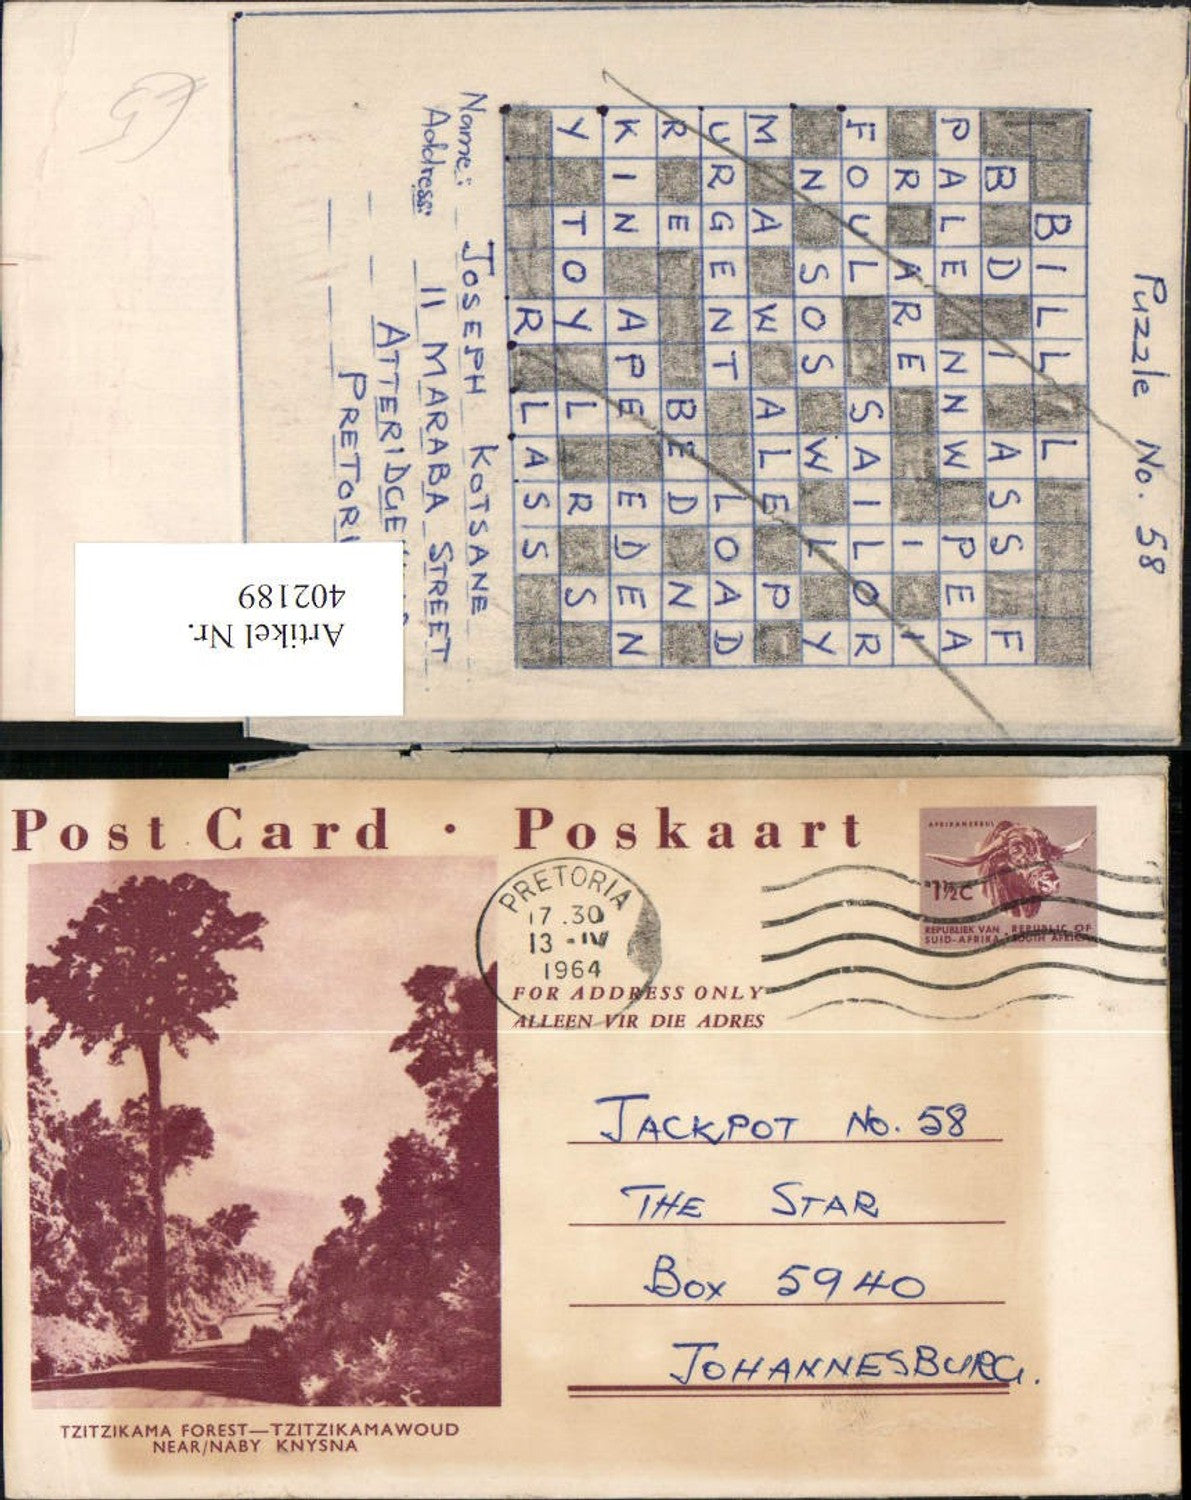 Puzzle No. 58
B I L L L
B D I A S S F
P A L E N N W P E A
R A R E I I
F O U L S A I L O R
N S O S W L Y
M A W A L E P
U R G E N T L O A D
R E B E D N
K I N A P E E D E N
Y T O Y L R S
R L A S S
Name: JOSEPH KOTSANE
Address: 11 MARABA STREET
Artikel Nr.
402189
Post Card · Poskaart
AFRIKANERBUL
1½C
REPUBLIEK VAN REPUBLIC OF
SUID-AFRIKA SOUTH AFRICA
PRETORIA
17.30
13 -IV
1964
FOR ADDRESS ONLY
ALLEEN VIR DIE ADRES
JACKPOT No. 58
THE STAR
Box 5940
JOHANNESBURG.
TZITZIKAMA FOREST—TZITZIKAMAWOUD
NEAR/NABY KNYSNA